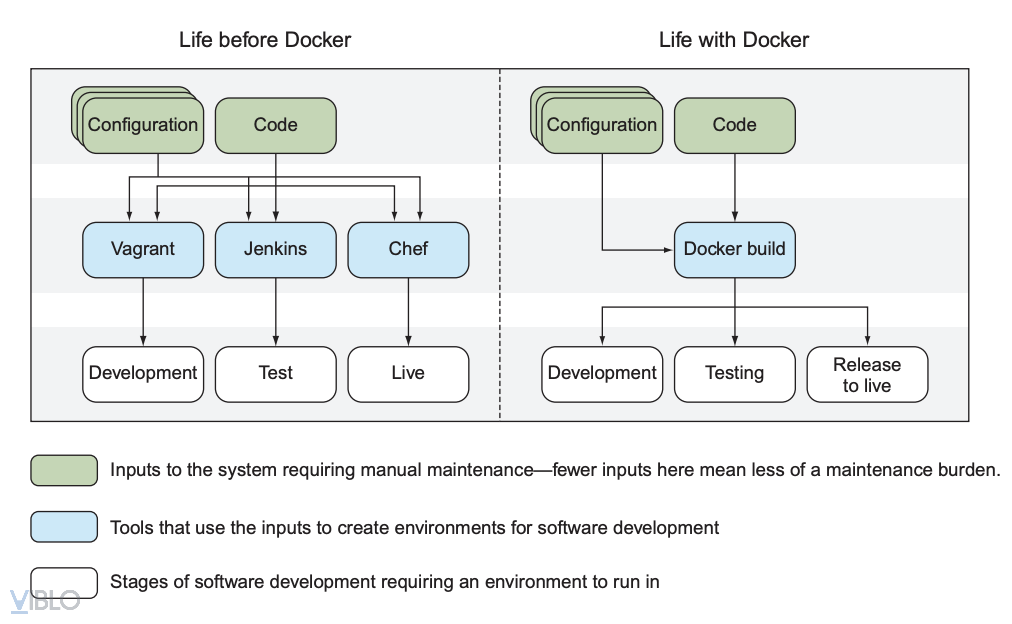 Life before Docker
Life with Docker
Configuration
Code
Configuration
Code
Vagrant
Jenkins
Chef
Docker build
Development
Test
Live
Development
Testing
Release
to live
Inputs to the system requiring manual maintenance—fewer inputs here mean less of a maintenance burden.
Tools that use the inputs to create environments for software development
Stages of software development requiring an environment to run in
VIBLO